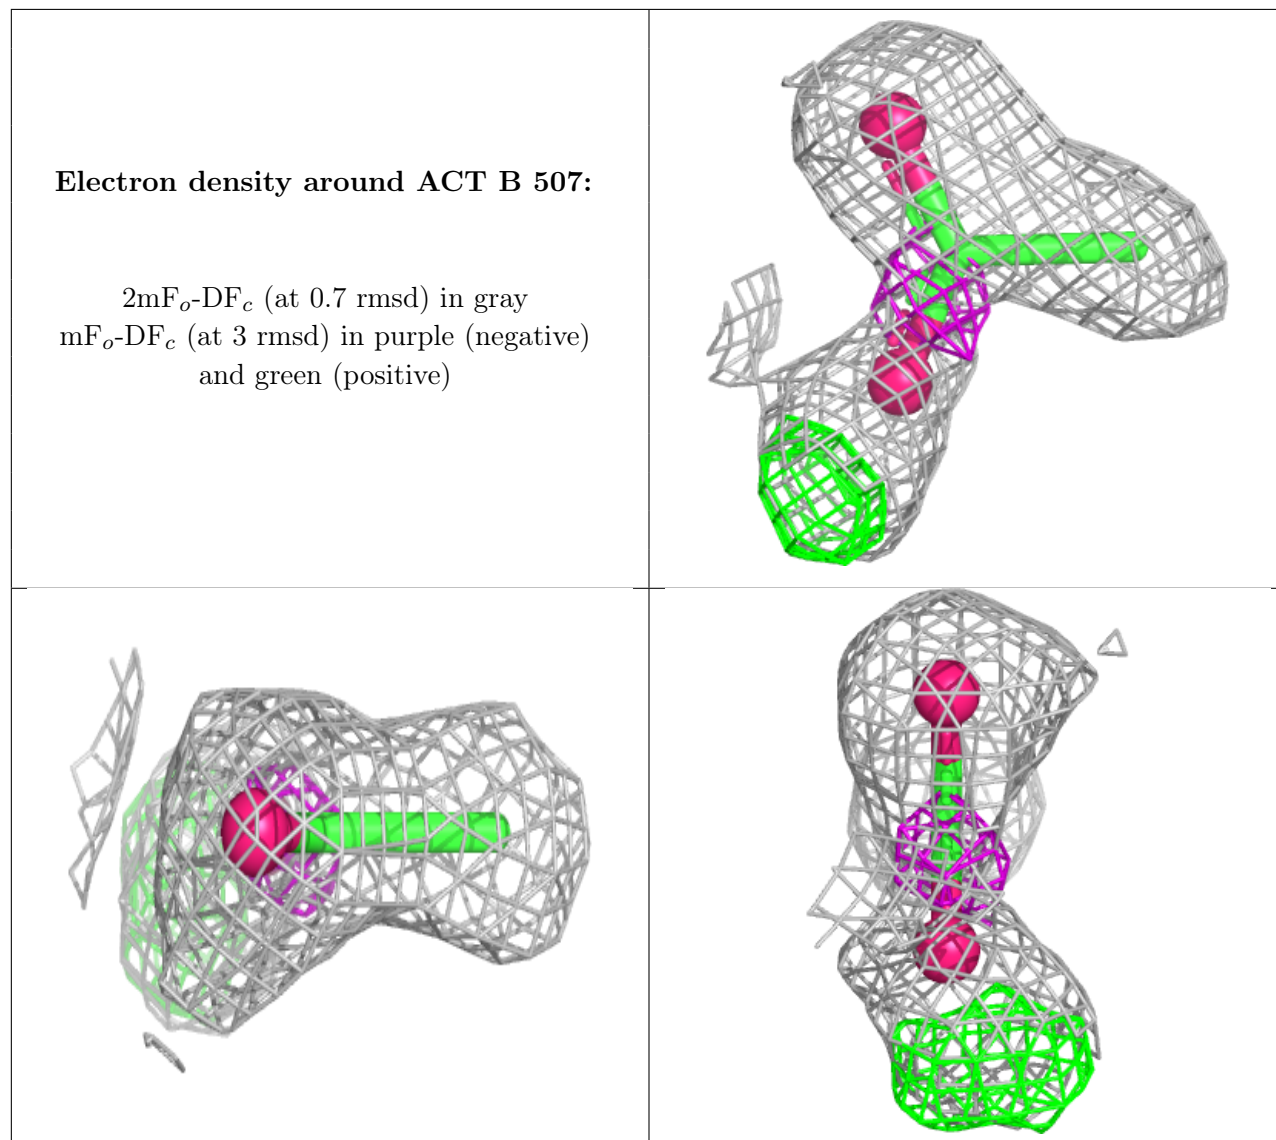 Electron density around ACT B 507:
2mFo-DFc (at 0.7 rmsd) in gray
mFo-DFc (at 3 rmsd) in purple (negative)
and green (positive)